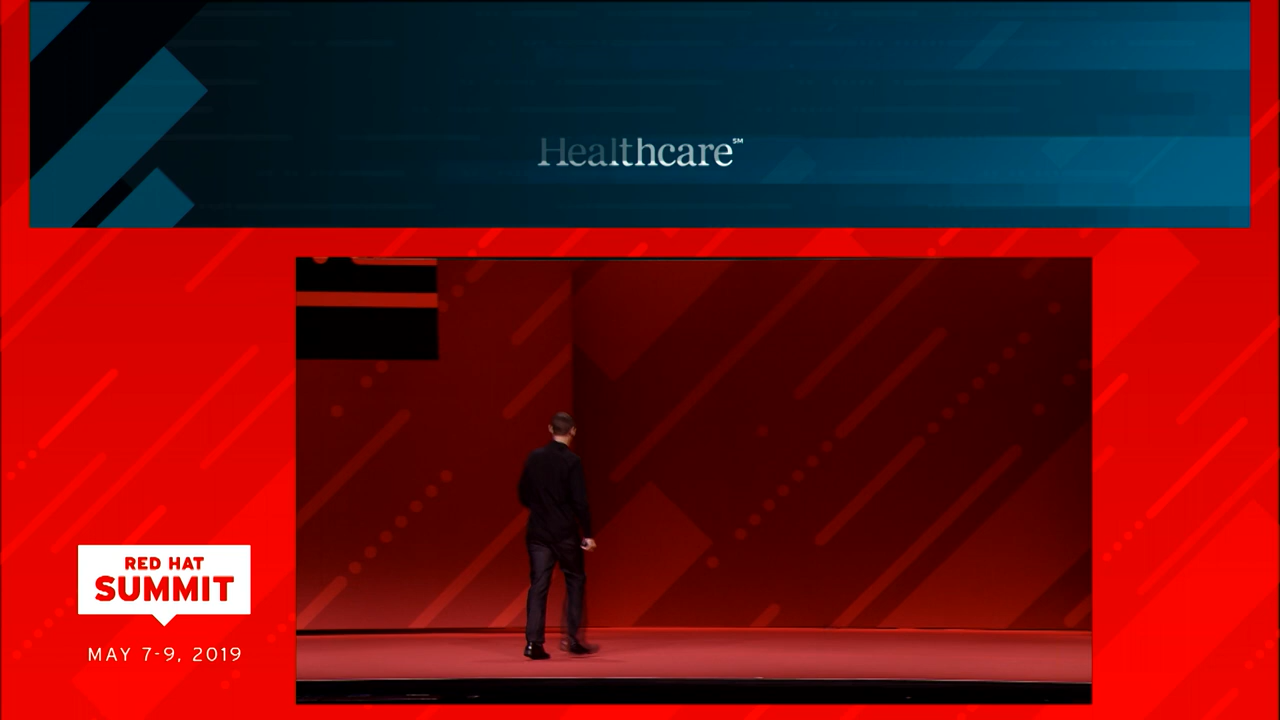 Healthcare℠
RED HAT
SUMMIT
MAY 7-9, 2019